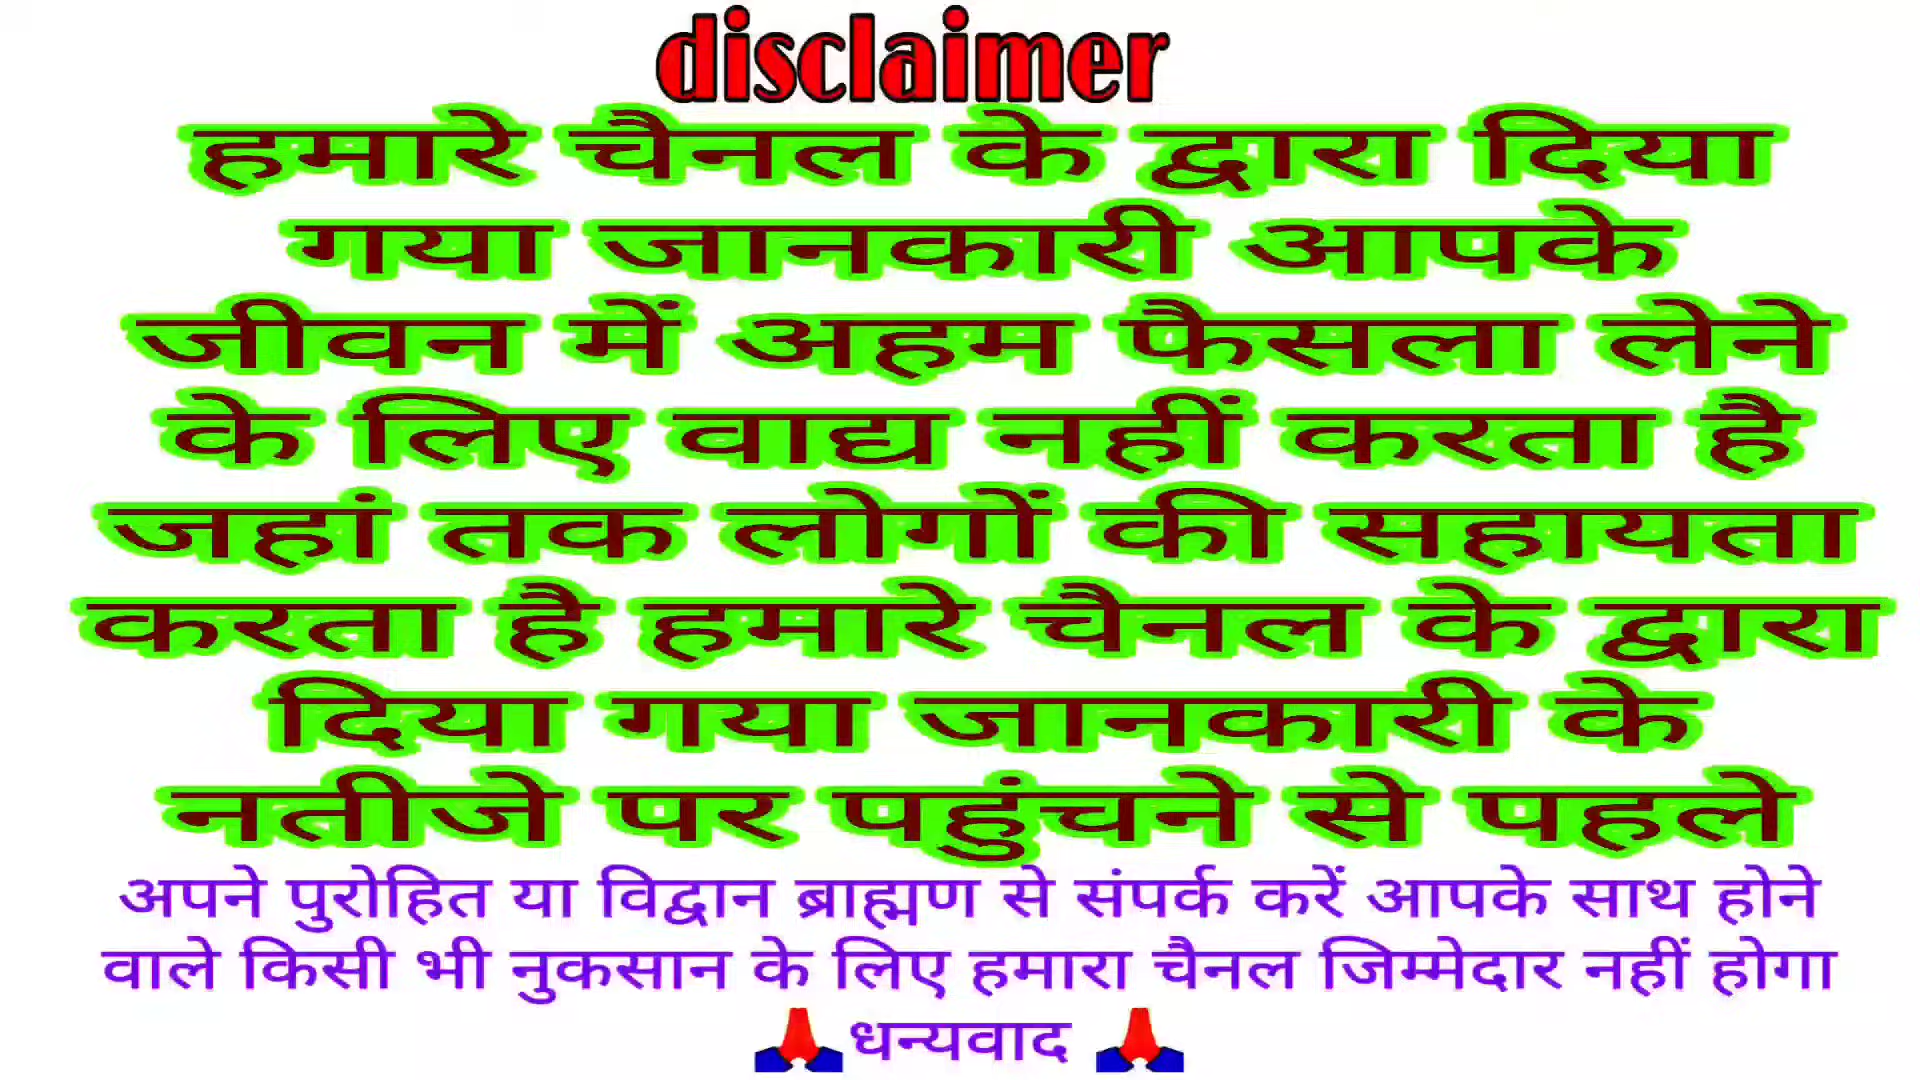 disclaimer
हमारे चैनल के द्वारा दिया
गया जानकारी आपके
जीवन में अहम फैसला लेने
के लिए वाद्य नहीं करता है
जहां तक लोगों की सहायता
करता है हमारे चैनल के द्वारा
दिया गया जानकारी के
नतीजे पर पहुंचने से पहले
अपने पुरोहित या विद्वान ब्राह्मण से संपर्क करें आपके साथ होने
वाले किसी भी नुकसान के लिए हमारा चैनल जिम्मेदार नहीं होगा
🙏धन्यवाद 🙏